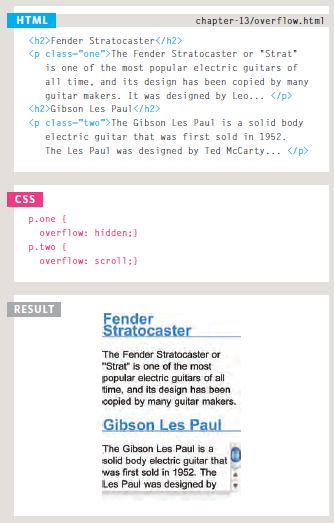 HTML
chapter-13/overflow.html
<h2>Fender Stratocaster</h2>
<p class="one">The Fender Stratocaster or "Strat"
is one of the most popular electric guitars of
all time, and its design has been copied by many
guitar makers. It was designed by Leo... </p>
<h2>Gibson Les Paul</h2>
<p class="two">The Gibson Les Paul is a solid body
electric guitar that was first sold in 1952.
The Les Paul was designed by Ted McCarty... </p>
CSS
p.one {
overflow: hidden;}
p.two {
overflow: scroll;}
RESULT
Fender
Stratocaster
The Fender Stratocaster or
"Strat" is one of the most
popular electric guitars of all
time, and its design has been
copied by many guitar makers.
Gibson Les Paul
The Gibson Les Paul is a
solid body electric guitar that
was first sold in 1952. The
Les Paul was designed by